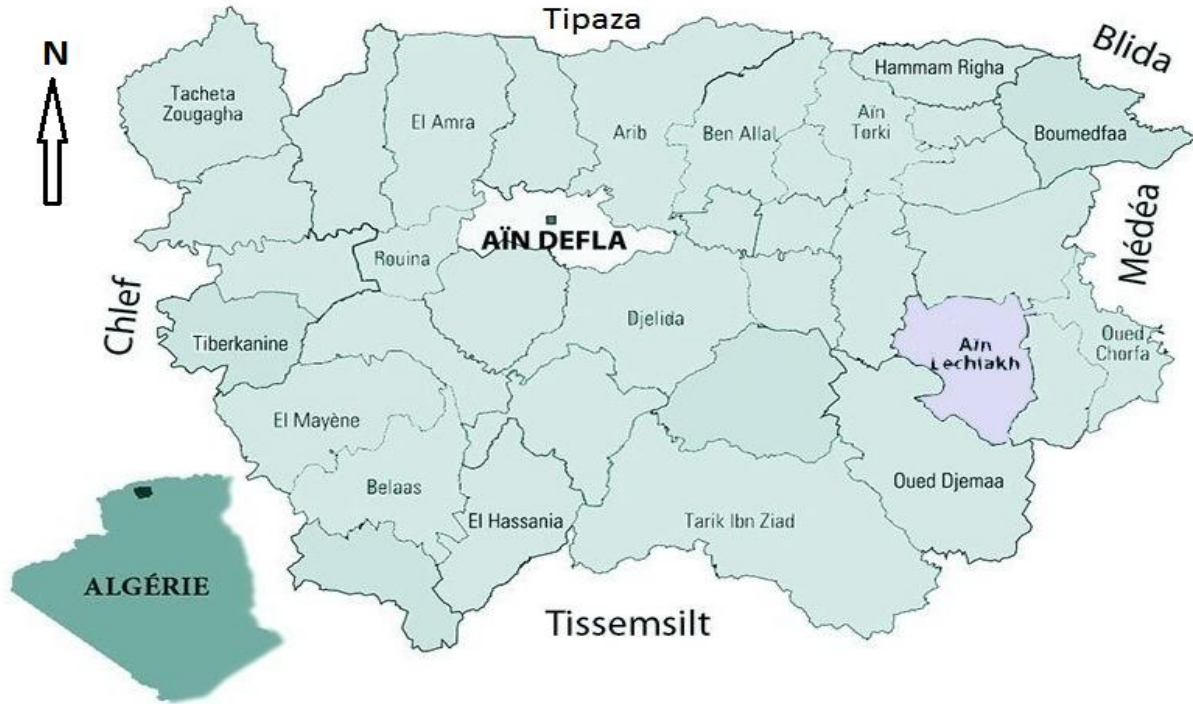 Tipaza
N
Blida
Hammam Righa
Tacheta
Zougagha
El Amra
Arib
Ben Allal
Aïn
Torki
Boumedfaa
Médéa
AÏN DEFLA
Rouina
Chlef
Tiberkanine
Djelida
Aïn
Lechiakh
Oued
Chorfa
El Mayène
Belaas
El Hassania
Tarik Ibn Ziad
Oued Djemaa
ALGÉRIE
Tissemsilt